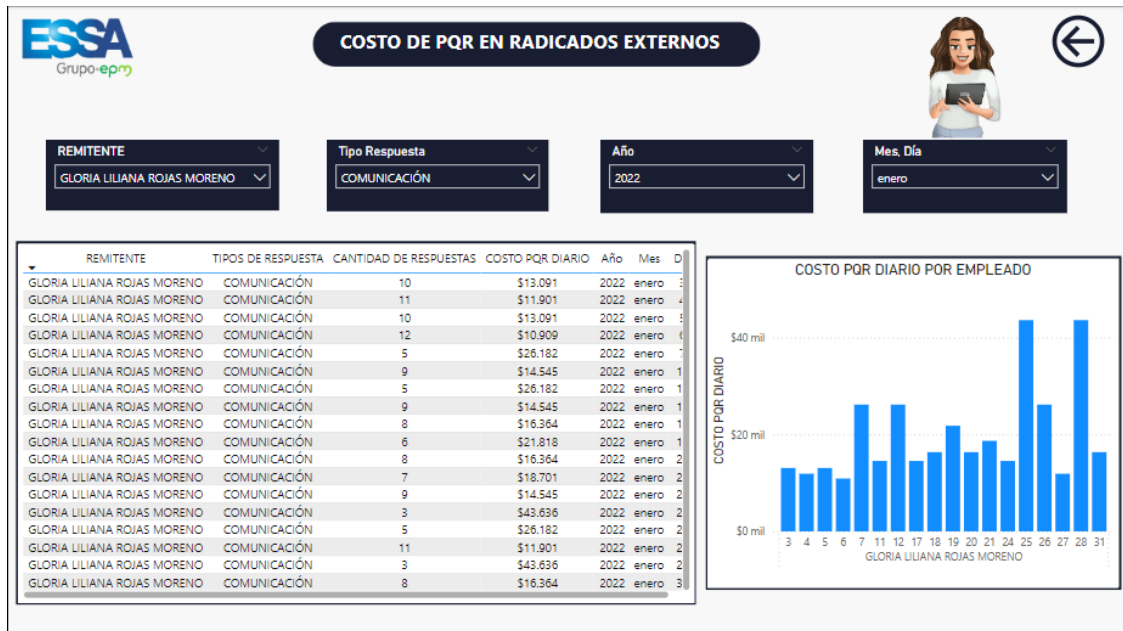 ESSA
Grupo·epm
COSTO DE PQR EN RADICADOS EXTERNOS
REMITENTE
GLORIA LILIANA ROJAS MORENO
Tipo Respuesta
COMUNICACIÓN
Año
2022
Mes, Día
enero
REMITENTE TIPOS DE RESPUESTA CANTIDAD DE RESPUESTAS COSTO PQR DIARIO Año Mes
GLORIA LILIANA ROJAS MORENO COMUNICACIÓN 10 $13.091 2022 enero
GLORIA LILIANA ROJAS MORENO COMUNICACIÓN 11 $11.901 2022 enero
GLORIA LILIANA ROJAS MORENO COMUNICACIÓN 10 $13.091 2022 enero
GLORIA LILIANA ROJAS MORENO COMUNICACIÓN 12 $10.909 2022 enero
GLORIA LILIANA ROJAS MORENO COMUNICACIÓN 5 $26.182 2022 enero
GLORIA LILIANA ROJAS MORENO COMUNICACIÓN 9 $14.545 2022 enero
GLORIA LILIANA ROJAS MORENO COMUNICACIÓN 5 $26.182 2022 enero
GLORIA LILIANA ROJAS MORENO COMUNICACIÓN 9 $14.545 2022 enero
GLORIA LILIANA ROJAS MORENO COMUNICACIÓN 8 $16.364 2022 enero
GLORIA LILIANA ROJAS MORENO COMUNICACIÓN 6 $21.818 2022 enero
GLORIA LILIANA ROJAS MORENO COMUNICACIÓN 8 $16.364 2022 enero
GLORIA LILIANA ROJAS MORENO COMUNICACIÓN 7 $18.701 2022 enero
GLORIA LILIANA ROJAS MORENO COMUNICACIÓN 9 $14.545 2022 enero
GLORIA LILIANA ROJAS MORENO COMUNICACIÓN 3 $43.636 2022 enero
GLORIA LILIANA ROJAS MORENO COMUNICACIÓN 5 $26.182 2022 enero
GLORIA LILIANA ROJAS MORENO COMUNICACIÓN 11 $11.901 2022 enero
GLORIA LILIANA ROJAS MORENO COMUNICACIÓN 3 $43.636 2022 enero
GLORIA LILIANA ROJAS MORENO COMUNICACIÓN 8 $16.364 2022 enero
COSTO PQR DIARIO POR EMPLEADO
COSTO PQR DIARIO
$40 mil
$20 mil
$0 mil
3 4 5 6 7 11 12 17 18 19 20 21 24 25 26 27 28 31
GLORIA LILIANA ROJAS MORENO